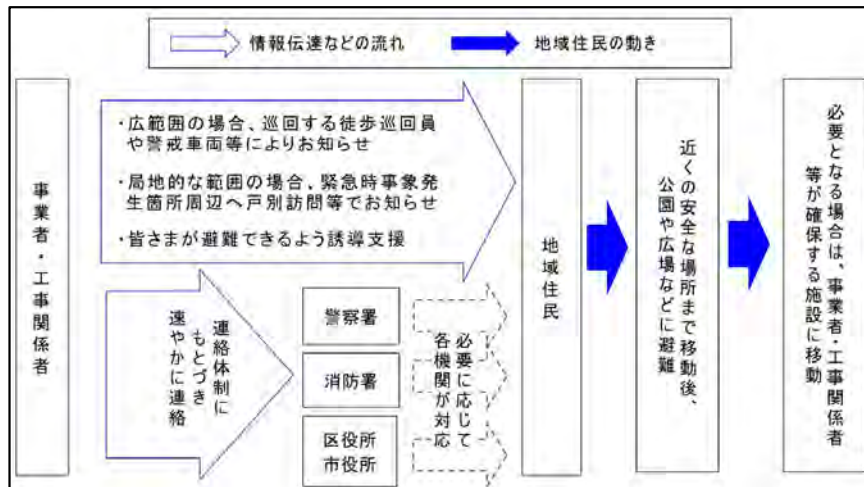 情報伝達などの流れ
地域住民の動き
事業者・工事関係者
・広範囲の場合、巡回する徒歩巡回員
や警戒車両等によりお知らせ
・局地的な範囲の場合、緊急時事象発
生箇所周辺へ戸別訪問等でお知らせ
・皆さまが避難できるよう誘導支援
連絡体制に
もとづき
速やかに連絡
警察署
消防署
区役所
市役所
必要に応じて
各機関が対応
地域住民
近くの安全な場所まで移動後、
公園や広場などに避難
必要となる場合は、事業者・工事関係者
等が確保する施設に移動